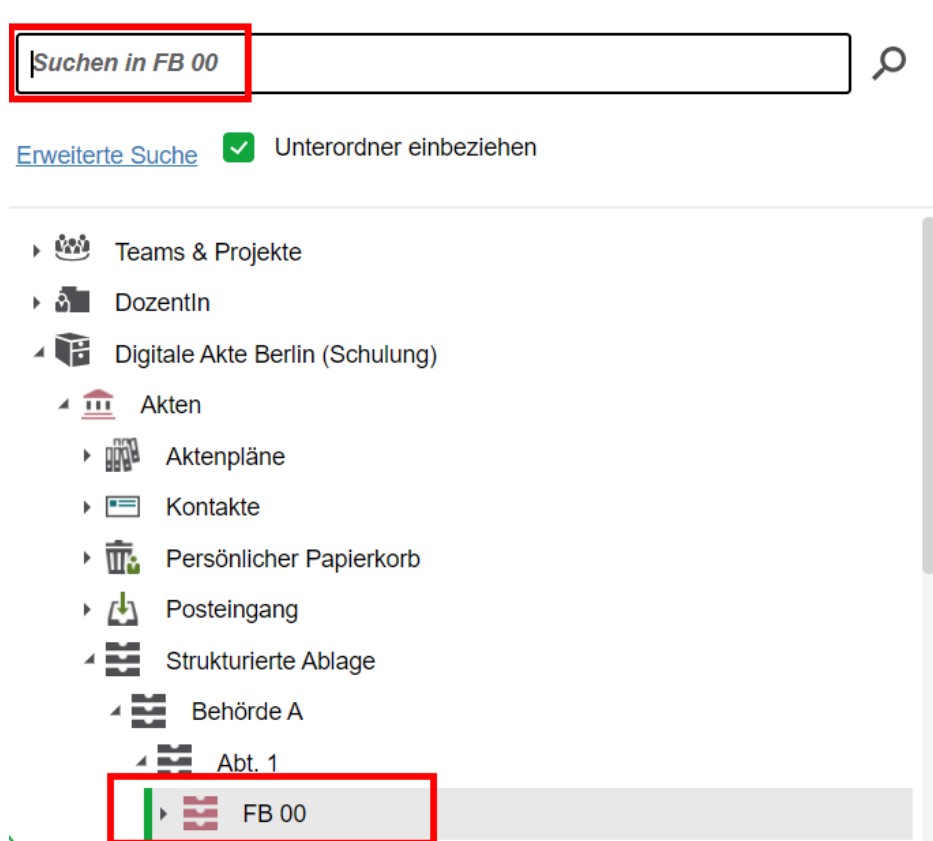 Suchen in FB 00
Erweiterte Suche Unterordner einbeziehen
Teams & Projekte
DozentIn
Digitale Akte Berlin (Schulung)
Akten
Aktenpläne
Kontakte
Persönlicher Papierkorb
Posteingang
Strukturierte Ablage
Behörde A
Abt. 1
FB 00